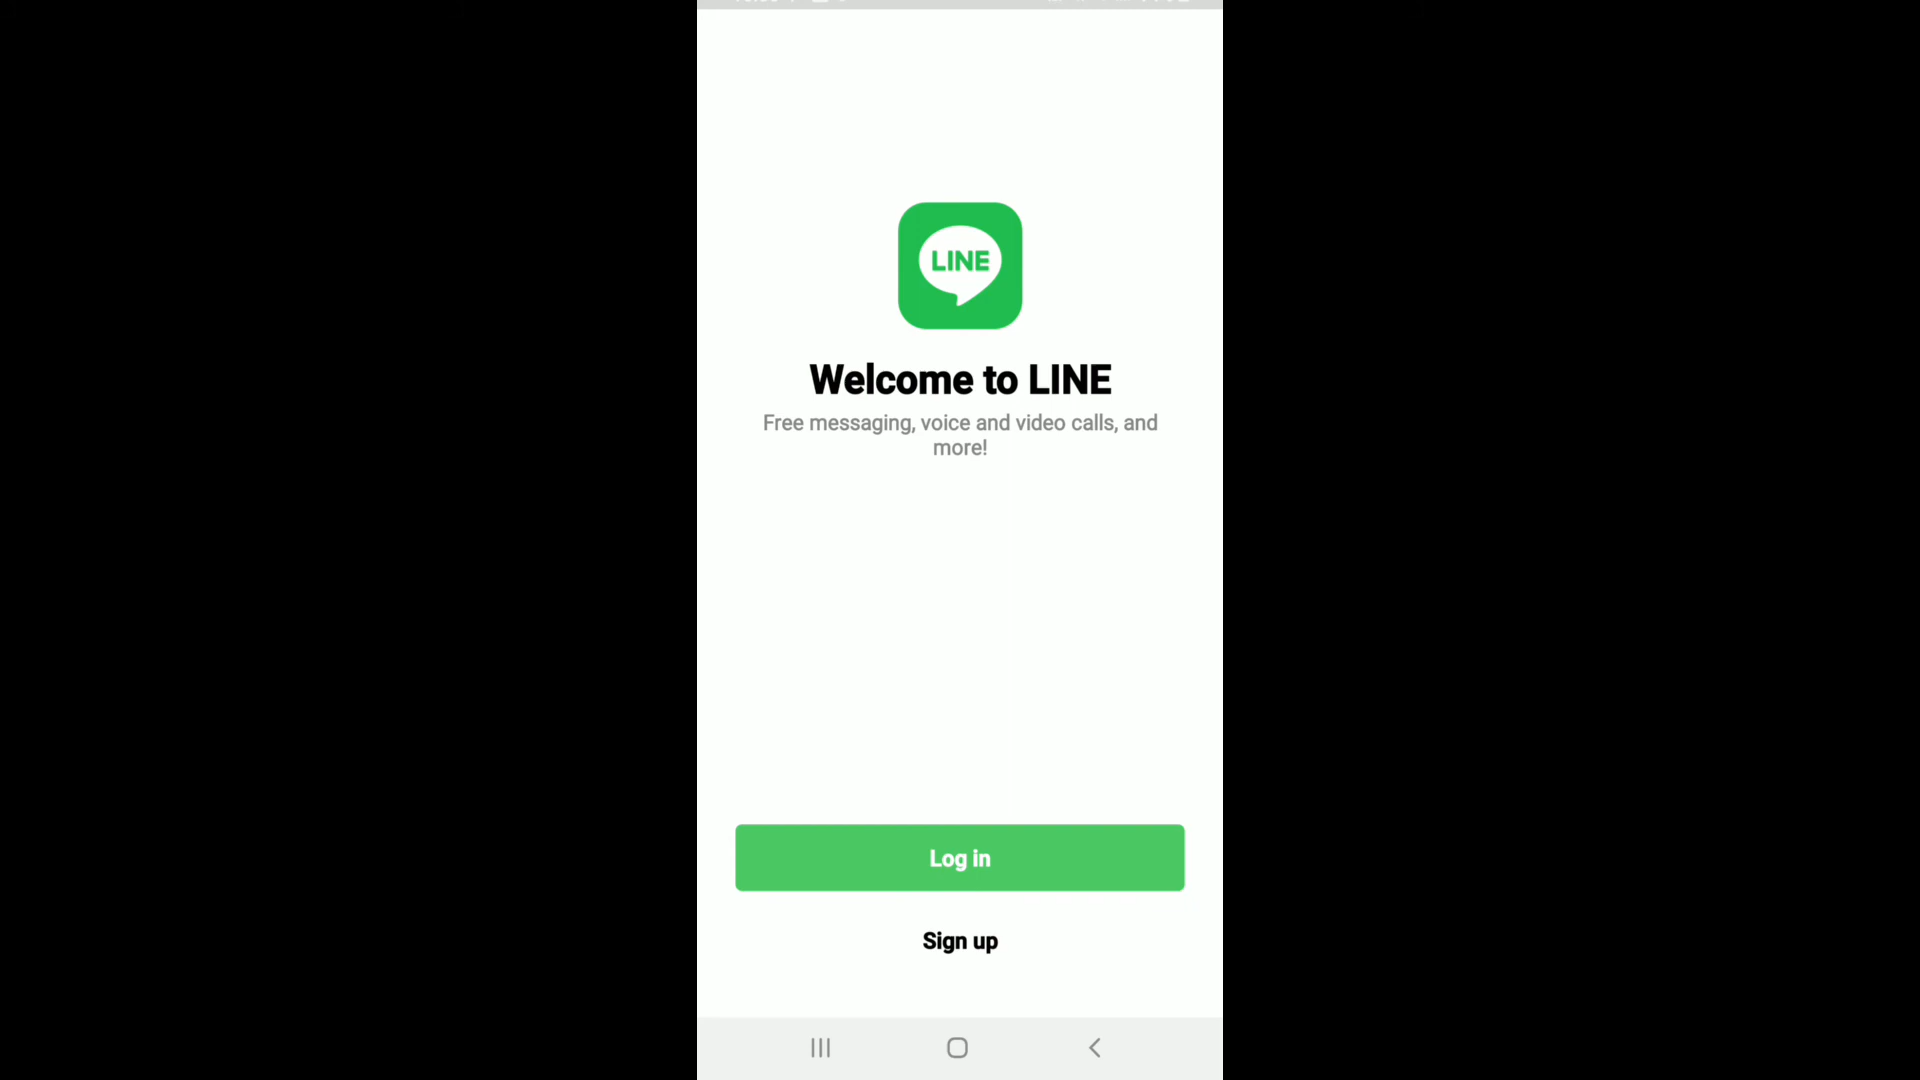 LINE
Welcome to LINE
Free messaging, voice and video calls, and
more!
Log in
Sign up